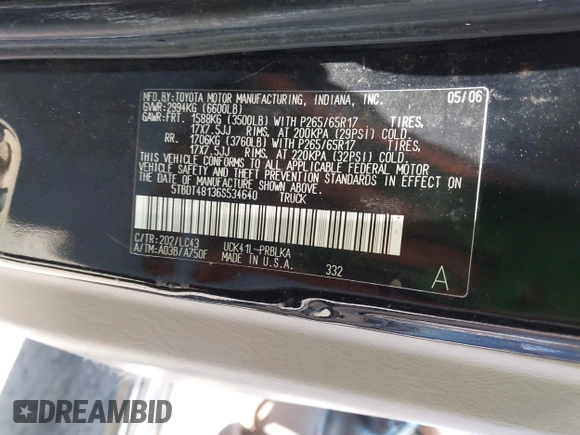 MFD.BY:TOYOTA MOTOR MANUFACTURING, INDIANA, INC. 05/06
GVWR:2994KG (6600LB)
GAWR:FRT. 1588KG (3500LB) WITH P265/65R17 TIRES,
17X7.5JJ RIMS, AT 200KPA (29PSI) COLD.
RR. 1706KG (3760LB) WITH P265/65R17 TIRES,
17X7.5JJ RIMS, AT 220KPA (32PSI) COLD.
THIS VEHICLE CONFORMS TO ALL APPLICABLE FEDERAL MOTOR
VEHICLE SAFETY AND THEFT PREVENTION STANDARDS
IN EFFECT ON THE DATE OF MANUFACTURE SHOWN ABOVE.
5TBDT48136S534640 TRUCK
C/TR:202/LC43 UCK41L-PRBLKA
A/TM:A03B/A750F MADE IN U.S.A. 332
A
DREAMBID